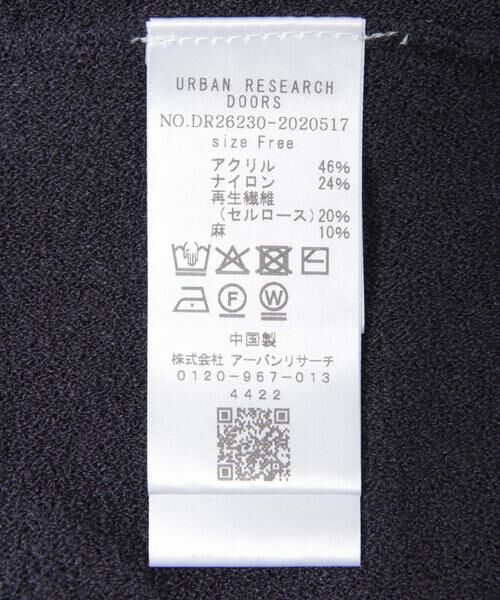 URBAN RESEARCH
DOORS
NO.DR26230-2020517
size Free
アクリル 46%
ナイロン 24%
再生繊維
(セルロース)20%
麻 10%
F W
中国製
株式会社 アーバンリサーチ
0120-967-013
4422